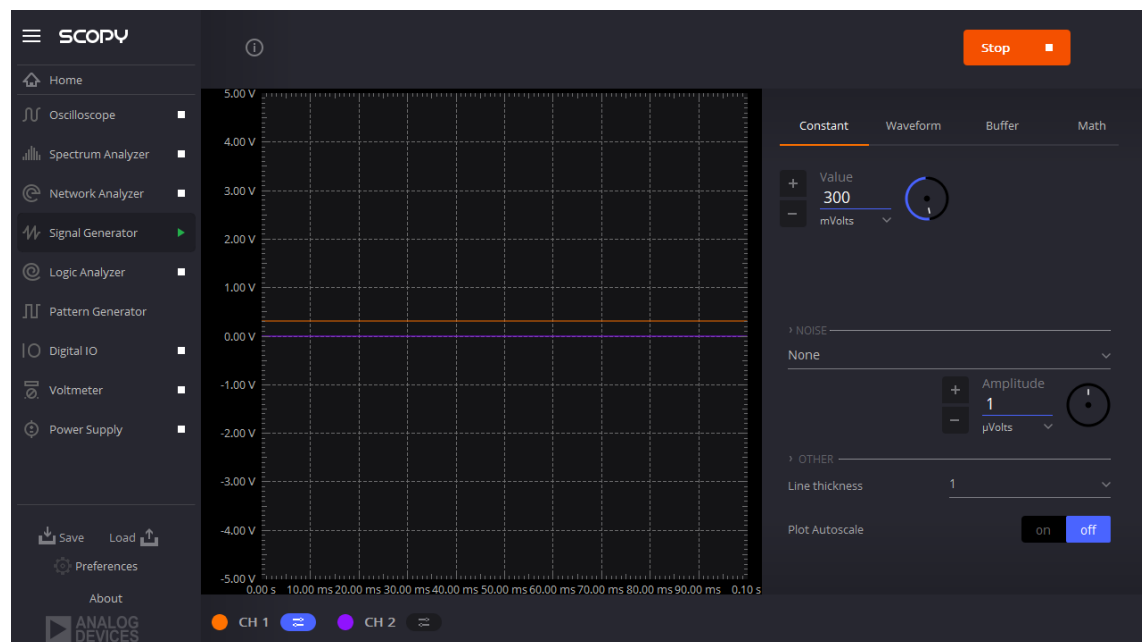 SCOPY
Home
Oscilloscope
Spectrum Analyzer
Network Analyzer
Signal Generator
Logic Analyzer
Pattern Generator
Digital IO
Voltmeter
Power Supply
Save Load
Preferences
About
ANALOG
DEVICES
Stop
5.00 V
4.00 V
3.00 V
2.00 V
1.00 V
0.00 V
-1.00 V
-2.00 V
-3.00 V
-4.00 V
-5.00 V
0.00 s 10.00 ms 20.00 ms 30.00 ms 40.00 ms 50.00 ms 60.00 ms 70.00 ms 80.00 ms 90.00 ms 0.10 s
CH 1 CH 2
Constant Waveform Buffer Math
Value
300
mVolts
NOISE
None
Amplitude
1
µVolts
OTHER
Line thickness 1
Plot Autoscale on off